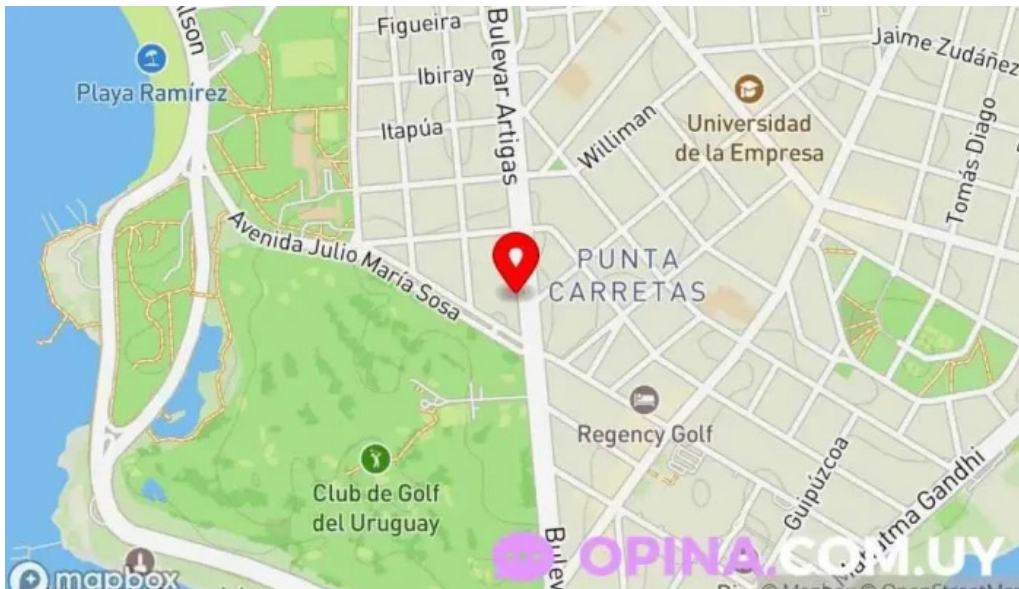 Figueira
Bulevar Artigas
Jaime Zudáñez
Playa Ramírez
Ibiray
Itapúa
Williman
Universidad
de la Empresa
Tomás Diago
Avenida Julio María Sosa
PUNTA
CARRETAS
Regency Golf
Club de Golf
del Uruguay
Guipúzcoa
Mahatma Gandhi
OPINA.COM.UY
mapbox